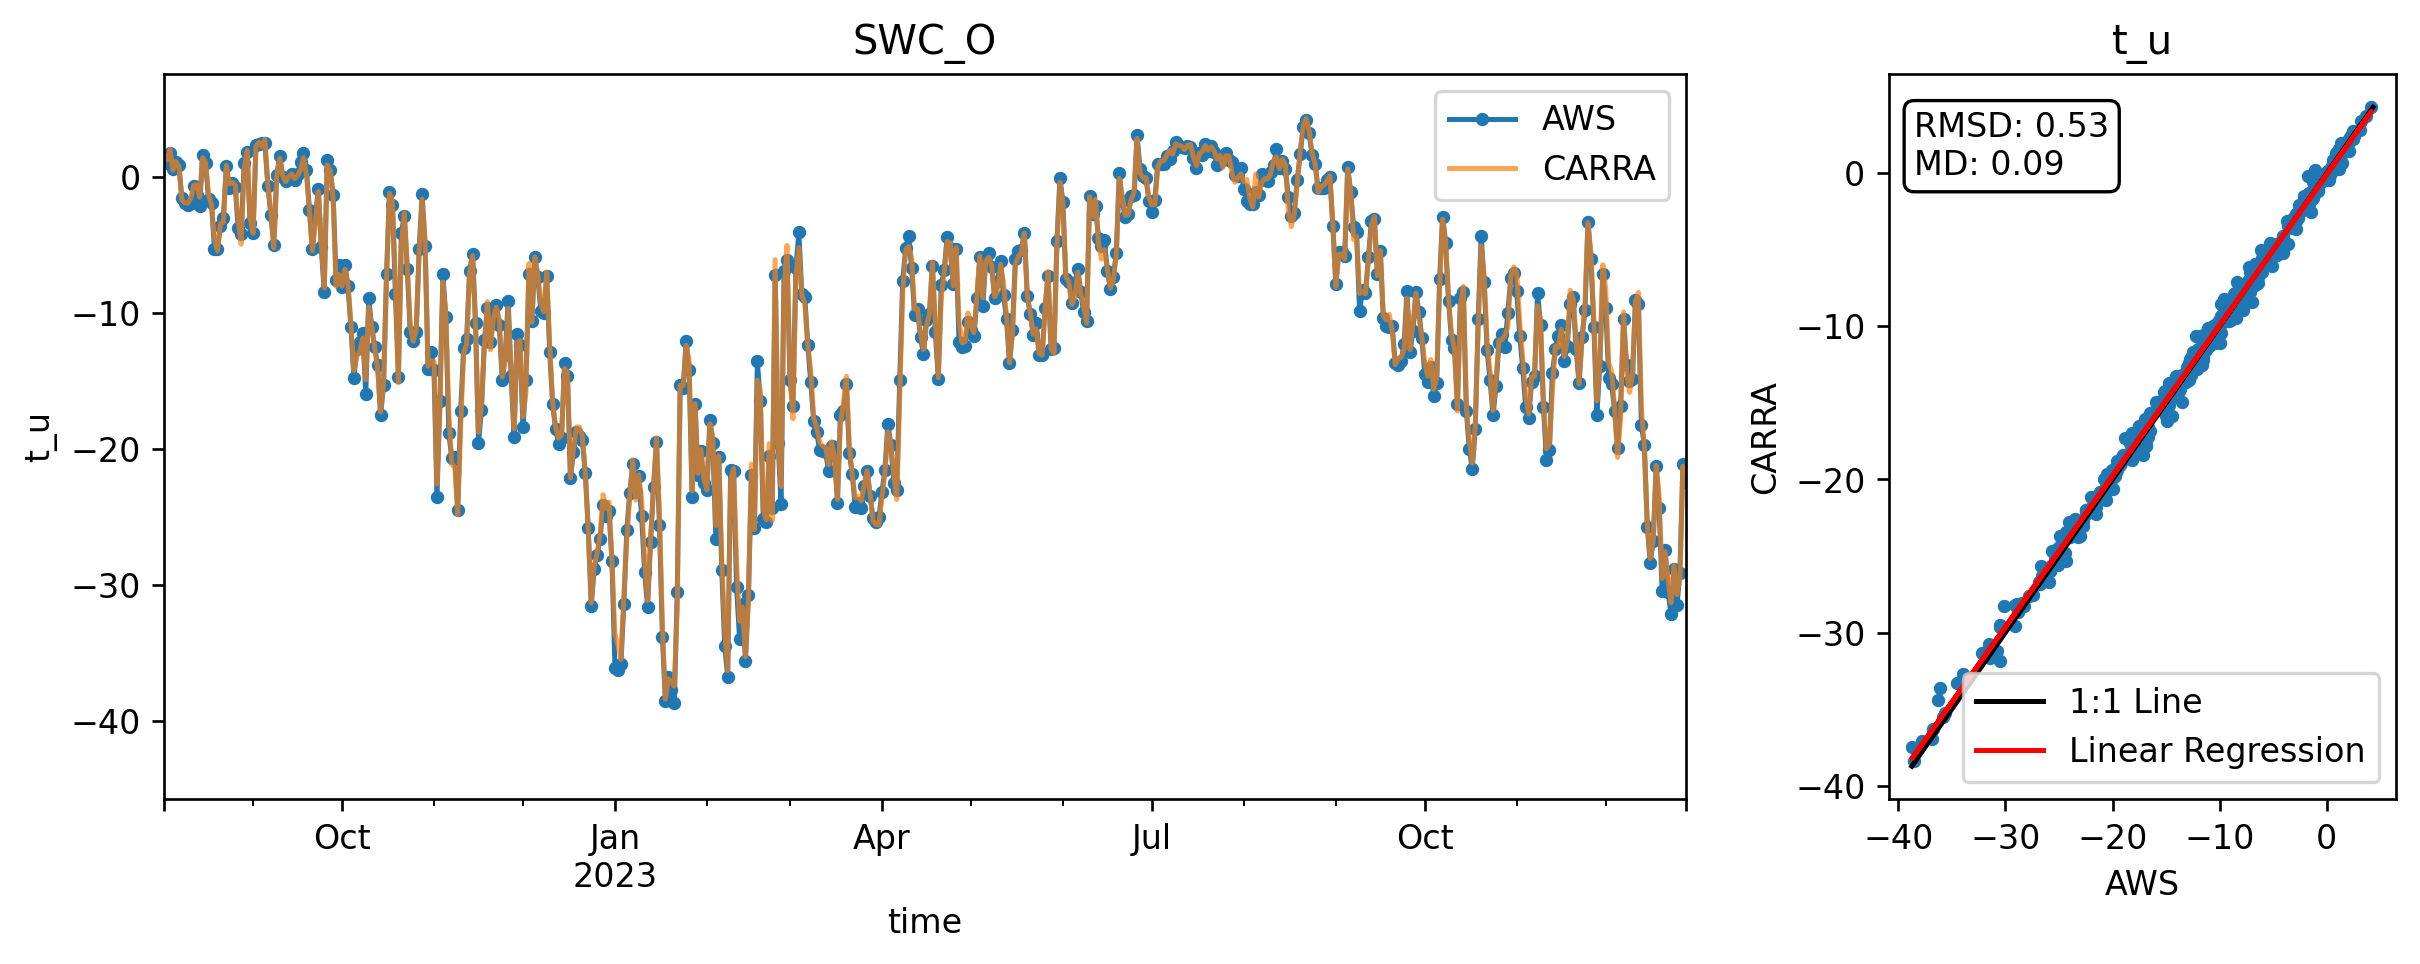 SWC_O
t_u
0
−10
−20
−30
−40
AWS
CARRA
Oct
Jan
2023
Apr
Jul
Oct
time
t_u
RMSD: 0.53
MD: 0.09
CARRA
0
−10
−20
−30
−40
1:1 Line
Linear Regression
−40
−30
−20
−10
0
AWS